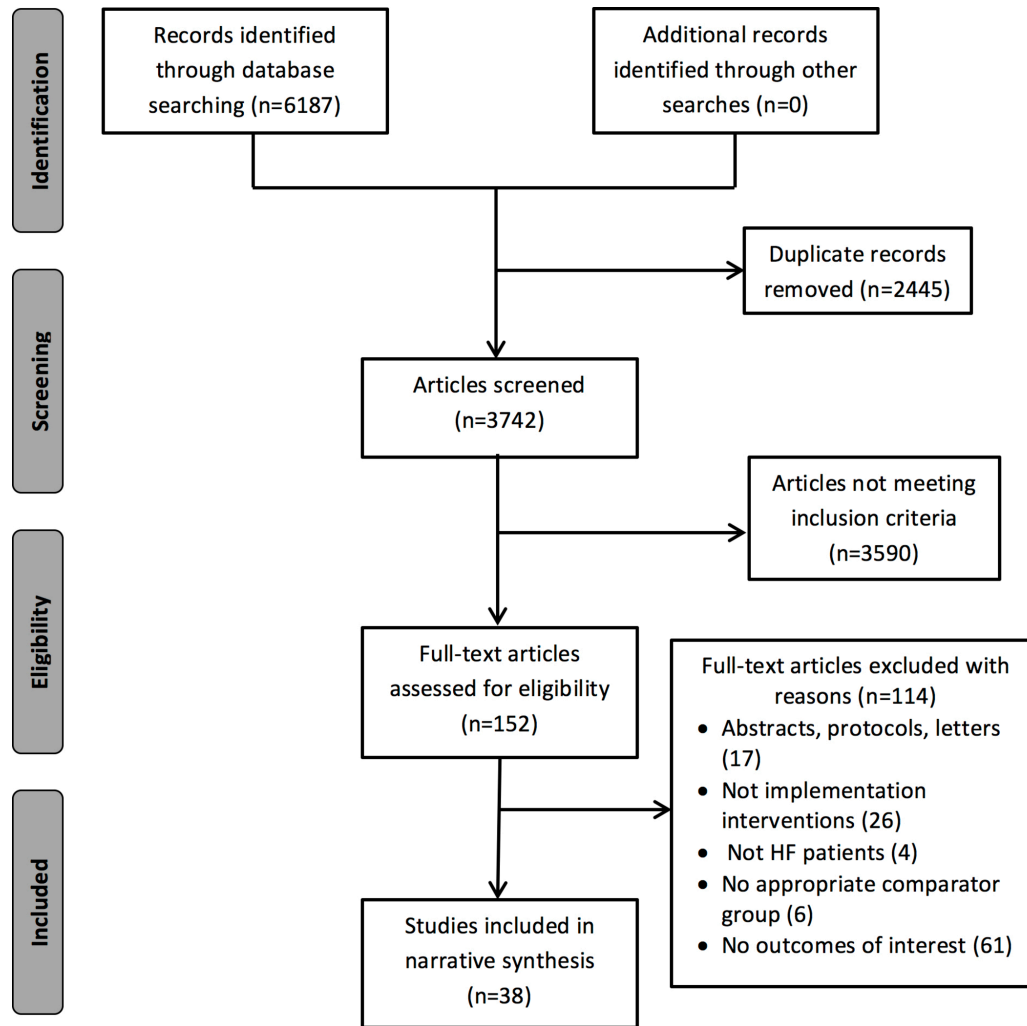 Identification
Records identified
through database
searching (n=6187)
Additional records
identified through other
searches (n=0)
Duplicate records
removed (n=2445)
Screening
Articles screened
(n=3742)
Articles not meeting
inclusion criteria
(n=3590)
Eligibility
Full-text articles
assessed for eligibility
(n=152)
Full-text articles excluded with
reasons (n=114)
• Abstracts, protocols, letters
(17)
• Not implementation
interventions (26)
• Not HF patients (4)
• No appropriate comparator
group (6)
• No outcomes of interest (61)
Included
Studies included in
narrative synthesis
(n=38)